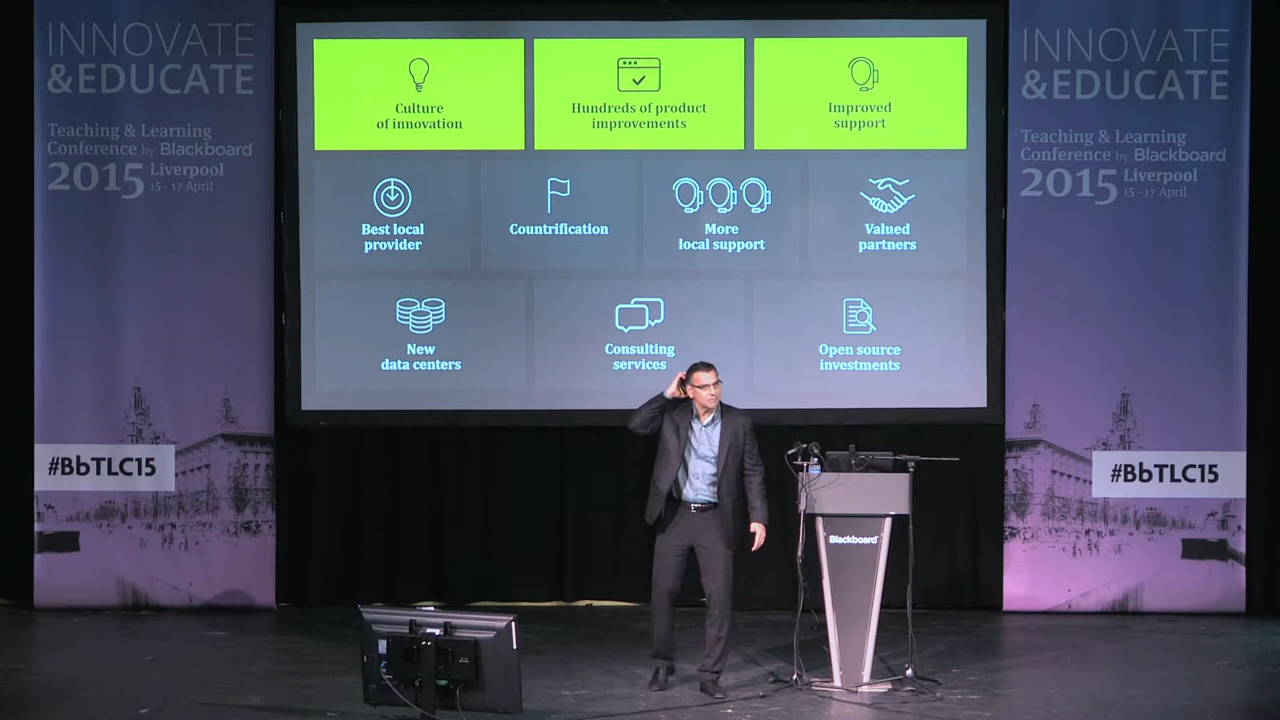 INNOVATE
&EDUCATE
Teaching & Learning
Conference by Blackboard
2015 Liverpool
15 - 17 April
#BbTLC15
Culture
of innovation
Hundreds of product
improvements
Improved
support
Best local
provider
Countrification
More
local support
Valued
partners
New
data centers
Consulting
services
Open source
investments
Blackboard
INNOVATE
&EDUCATE
Teaching & Learning
Conference by Blackboard
2015 Liverpool
15 - 17 April
#BbTLC15